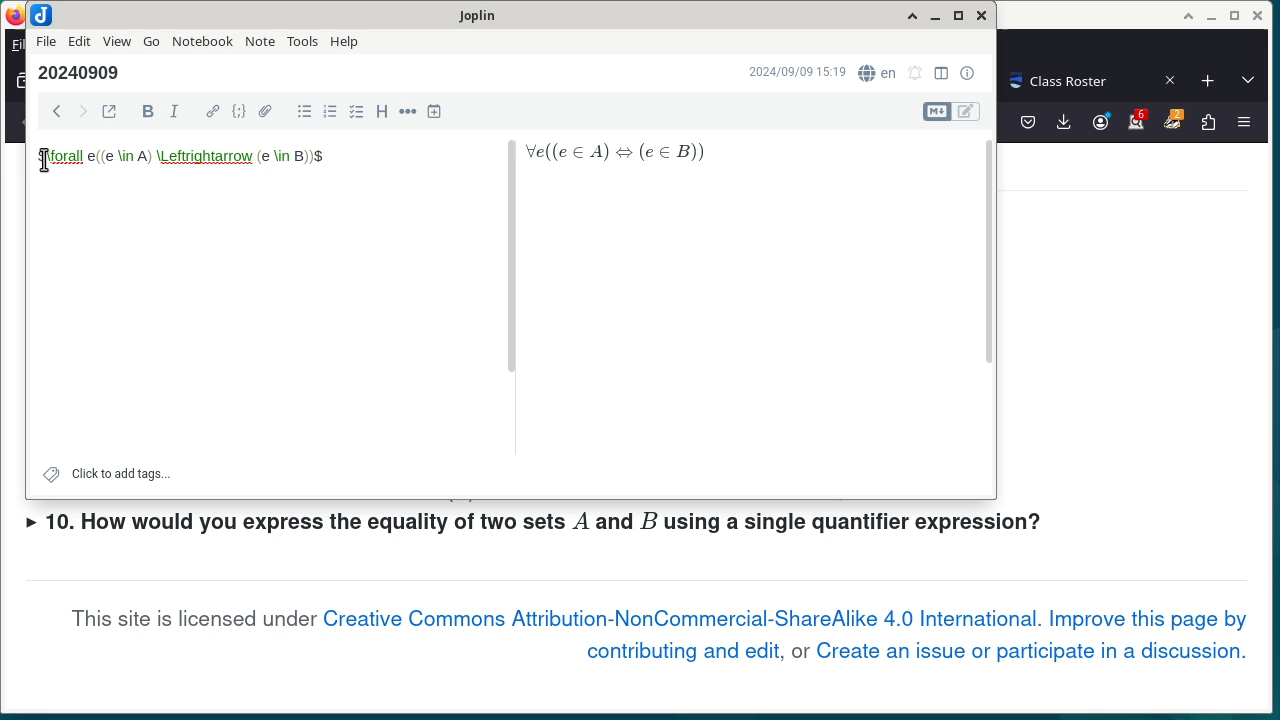 Joplin
File Edit View Go Notebook Note Tools Help
20240909
2024/09/09 15:19 en
Class Roster
6
2
$\forall e((e \in A) \Leftrightarrow (e \in B))$
∀e((e ∈ A) ⇔ (e ∈ B))
Click to add tags...
▸ 10. How would you express the equality of two sets A and B using a single quantifier expression?
This site is licensed under Creative Commons Attribution-NonCommercial-ShareAlike 4.0 International. Improve this page by
contributing and edit, or Create an issue or participate in a discussion.